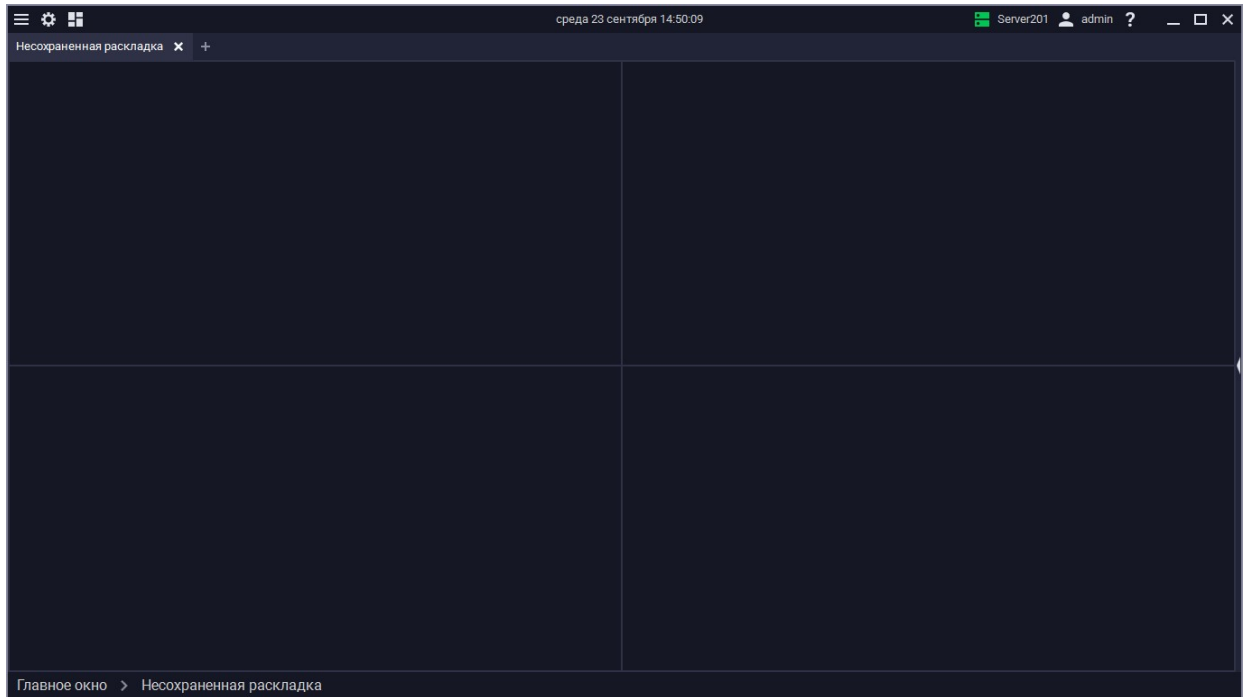 среда 23 сентября 14:50:09 Server201 admin ?
Несохраненная раскладка
Главное окно > Несохраненная раскладка